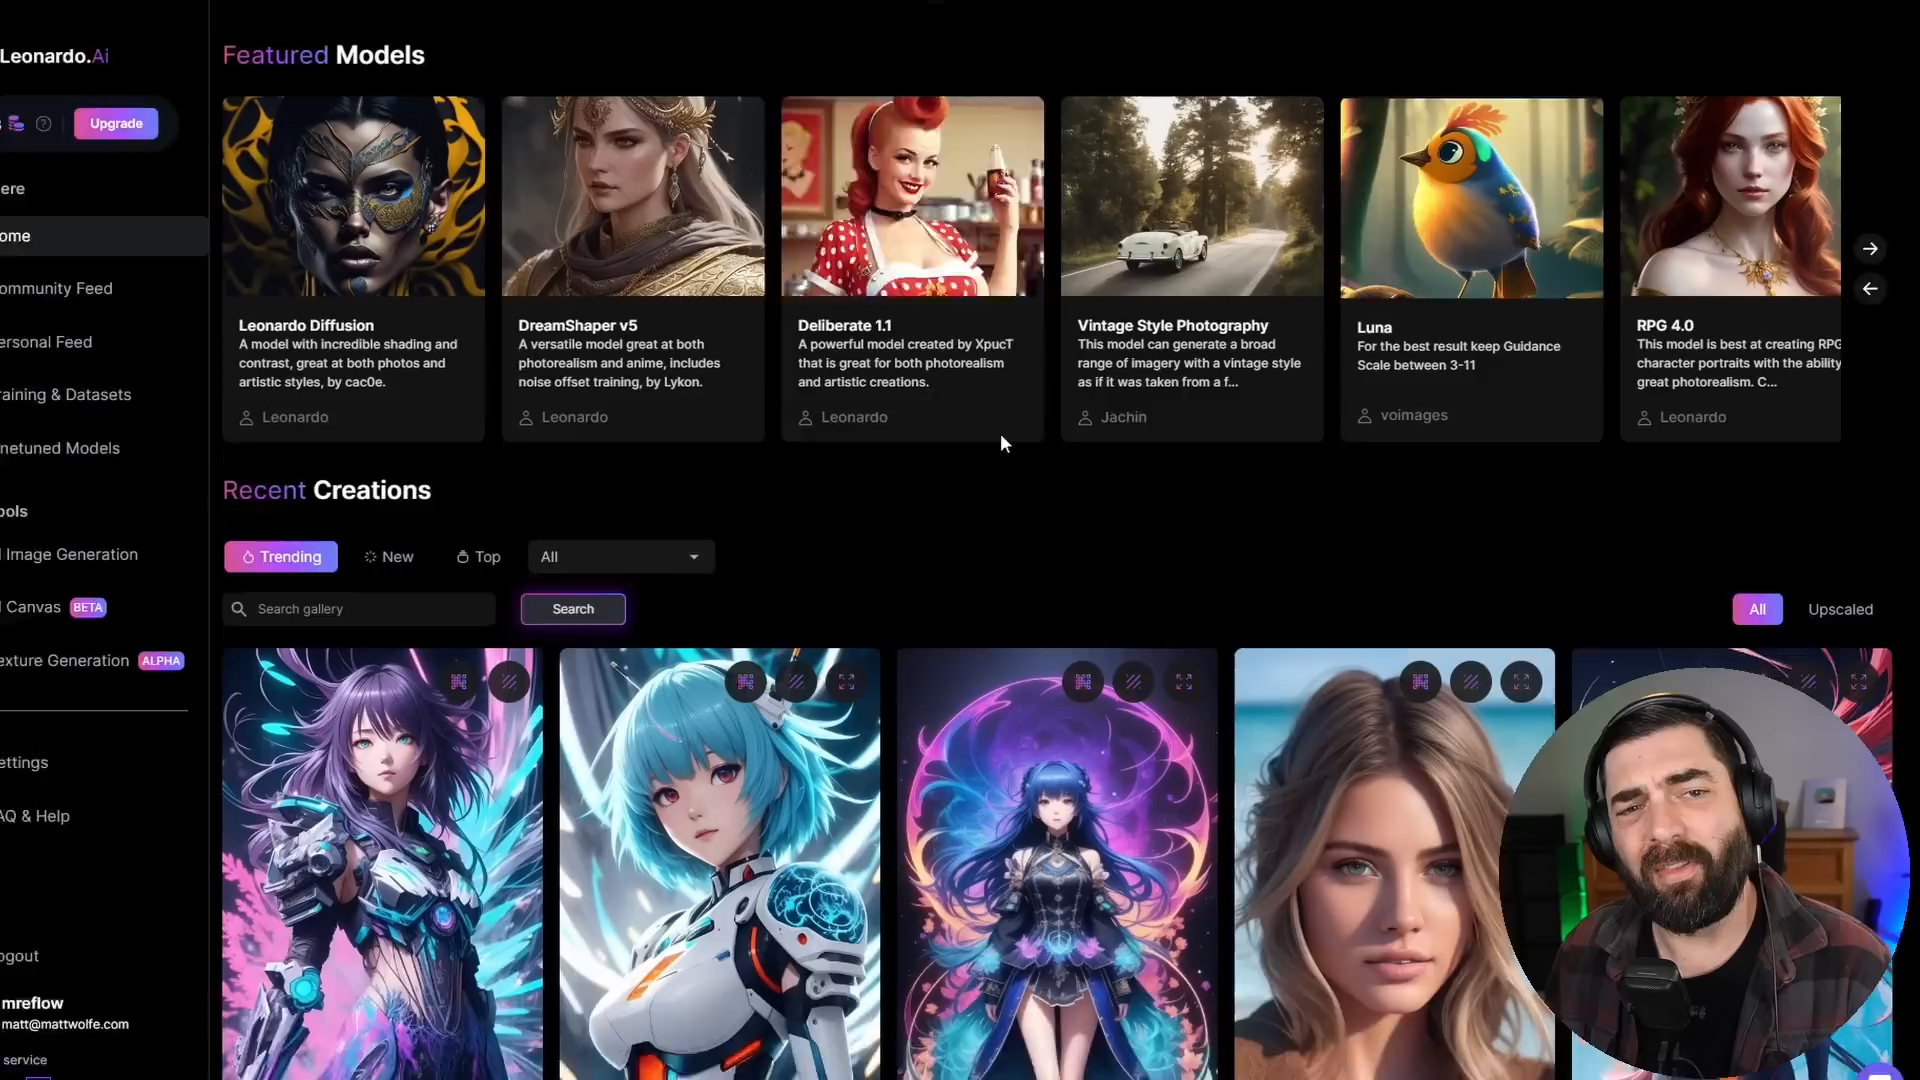 Leonardo.Ai
Upgrade
ere
ome
ommunity Feed
ersonal Feed
raining & Datasets
netuned Models
ools
l Image Generation
l Canvas BETA
exture Generation ALPHA
ettings
AQ & Help
ogout
mreflow
matt@mattwolfe.com
service
Featured Models
Leonardo Diffusion
A model with incredible shading and
contrast, great at both photos and
artistic styles, by cac0e.
Leonardo
DreamShaper v5
A versatile model great at both
photorealism and anime, includes
noise offset training, by Lykon.
Leonardo
Deliberate 1.1
A powerful model created by XpucT
that is great for both photorealism
and artistic creations.
Leonardo
Vintage Style Photography
This model can generate a broad
range of imagery with a vintage style
as if it was taken from a f...
Jachin
Luna
For the best result keep Guidance
Scale between 3-11
voimages
RPG 4.0
This model is best at creating RPG
character portraits with the ability
great photorealism. C...
Leonardo
Recent Creations
Trending
New
Top
All
Search gallery
Search
All
Upscaled